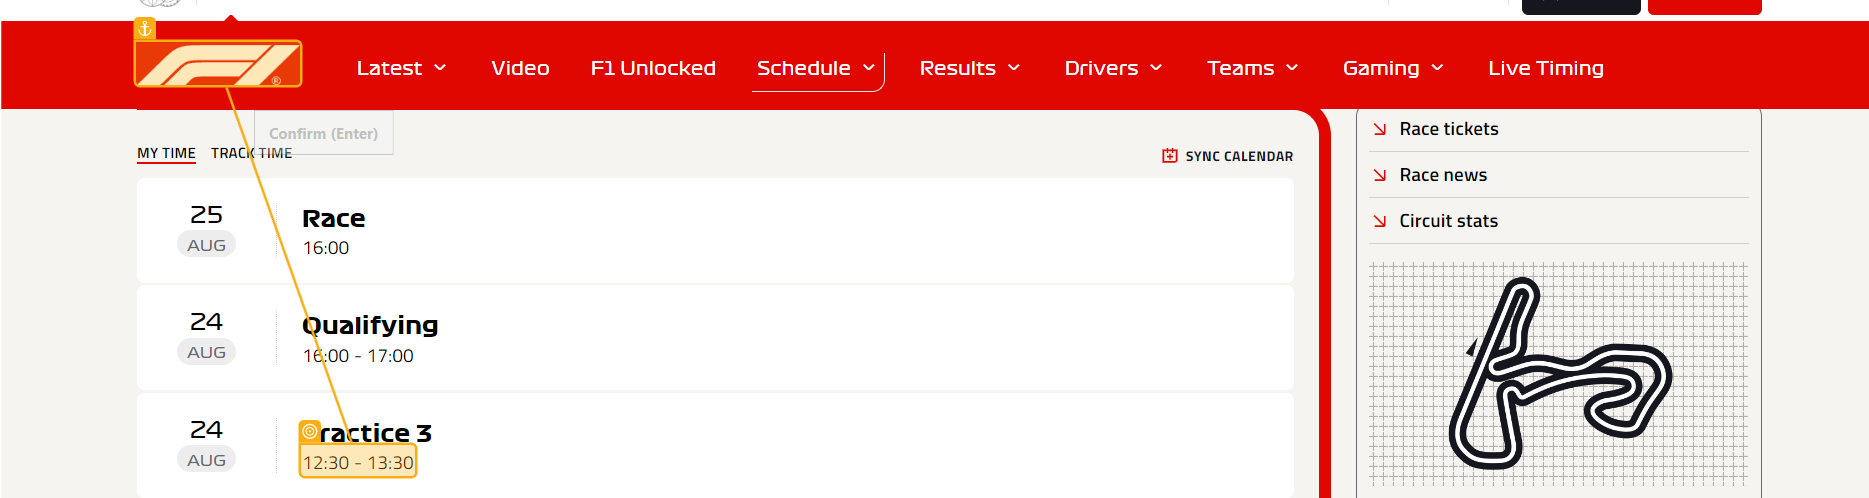 F1®
Latest
Video
F1 Unlocked
Schedule
Results
Drivers
Teams
Gaming
Live Timing
Confirm (Enter)
MY TIME
TRACK TIME
SYNC CALENDAR
25
AUG
Race
16:00
24
AUG
Qualifying
16:00 - 17:00
24
AUG
Practice 3
12:30 - 13:30
Race tickets
Race news
Circuit stats